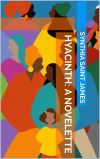 SYNTHIA SAINT JAMES
HYACINTH: A NOVELETTE